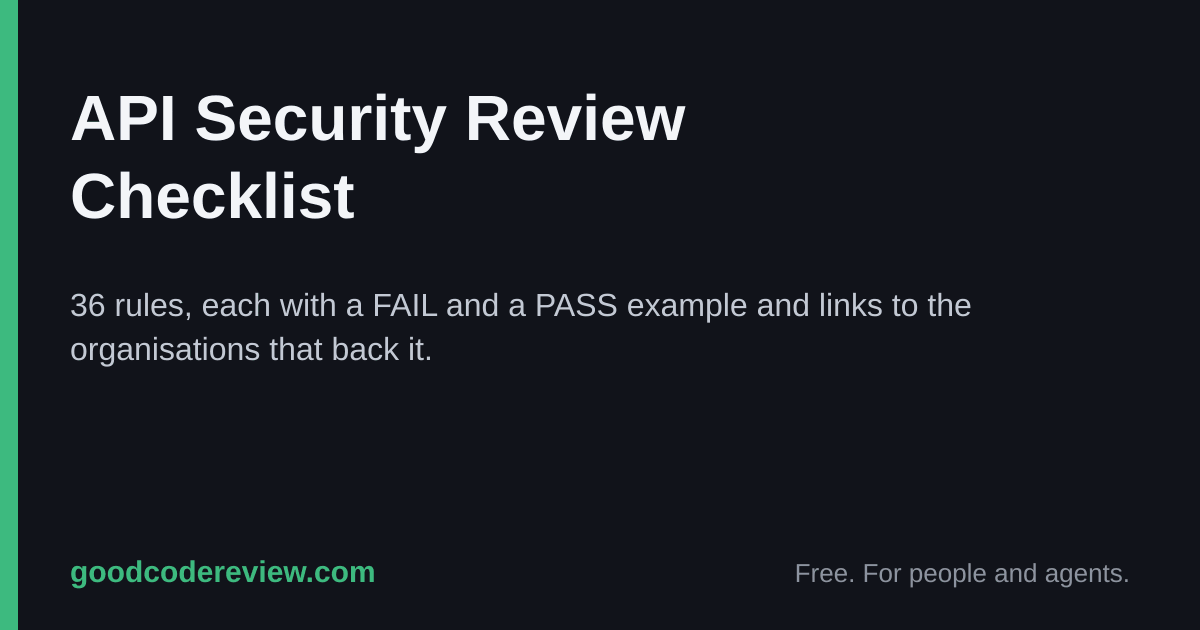 API Security Review
Checklist
36 rules, each with a FAIL and a PASS example and links to the
organisations that back it.
goodcodereview.com
Free. For people and agents.